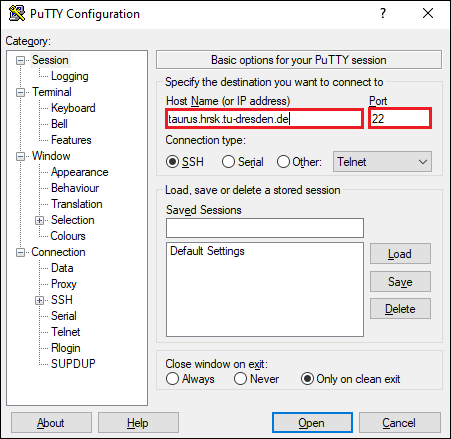 PuTTY Configuration
?
Category:
Session
Logging
Terminal
Keyboard
Bell
Features
Window
Appearance
Behaviour
Translation
Selection
Colours
Connection
Data
Proxy
SSH
Serial
Telnet
Rlogin
SUPDUP
Basic options for your PuTTY session
Specify the destination you want to connect to
Host Name (or IP address) Port
taurus.hrsk.tu-dresden.de 22
Connection type:
SSH Serial Other: Telnet
Load, save or delete a stored session
Saved Sessions
Default Settings
Load
Save
Delete
Close window on exit:
Always Never Only on clean exit
About Help Open Cancel